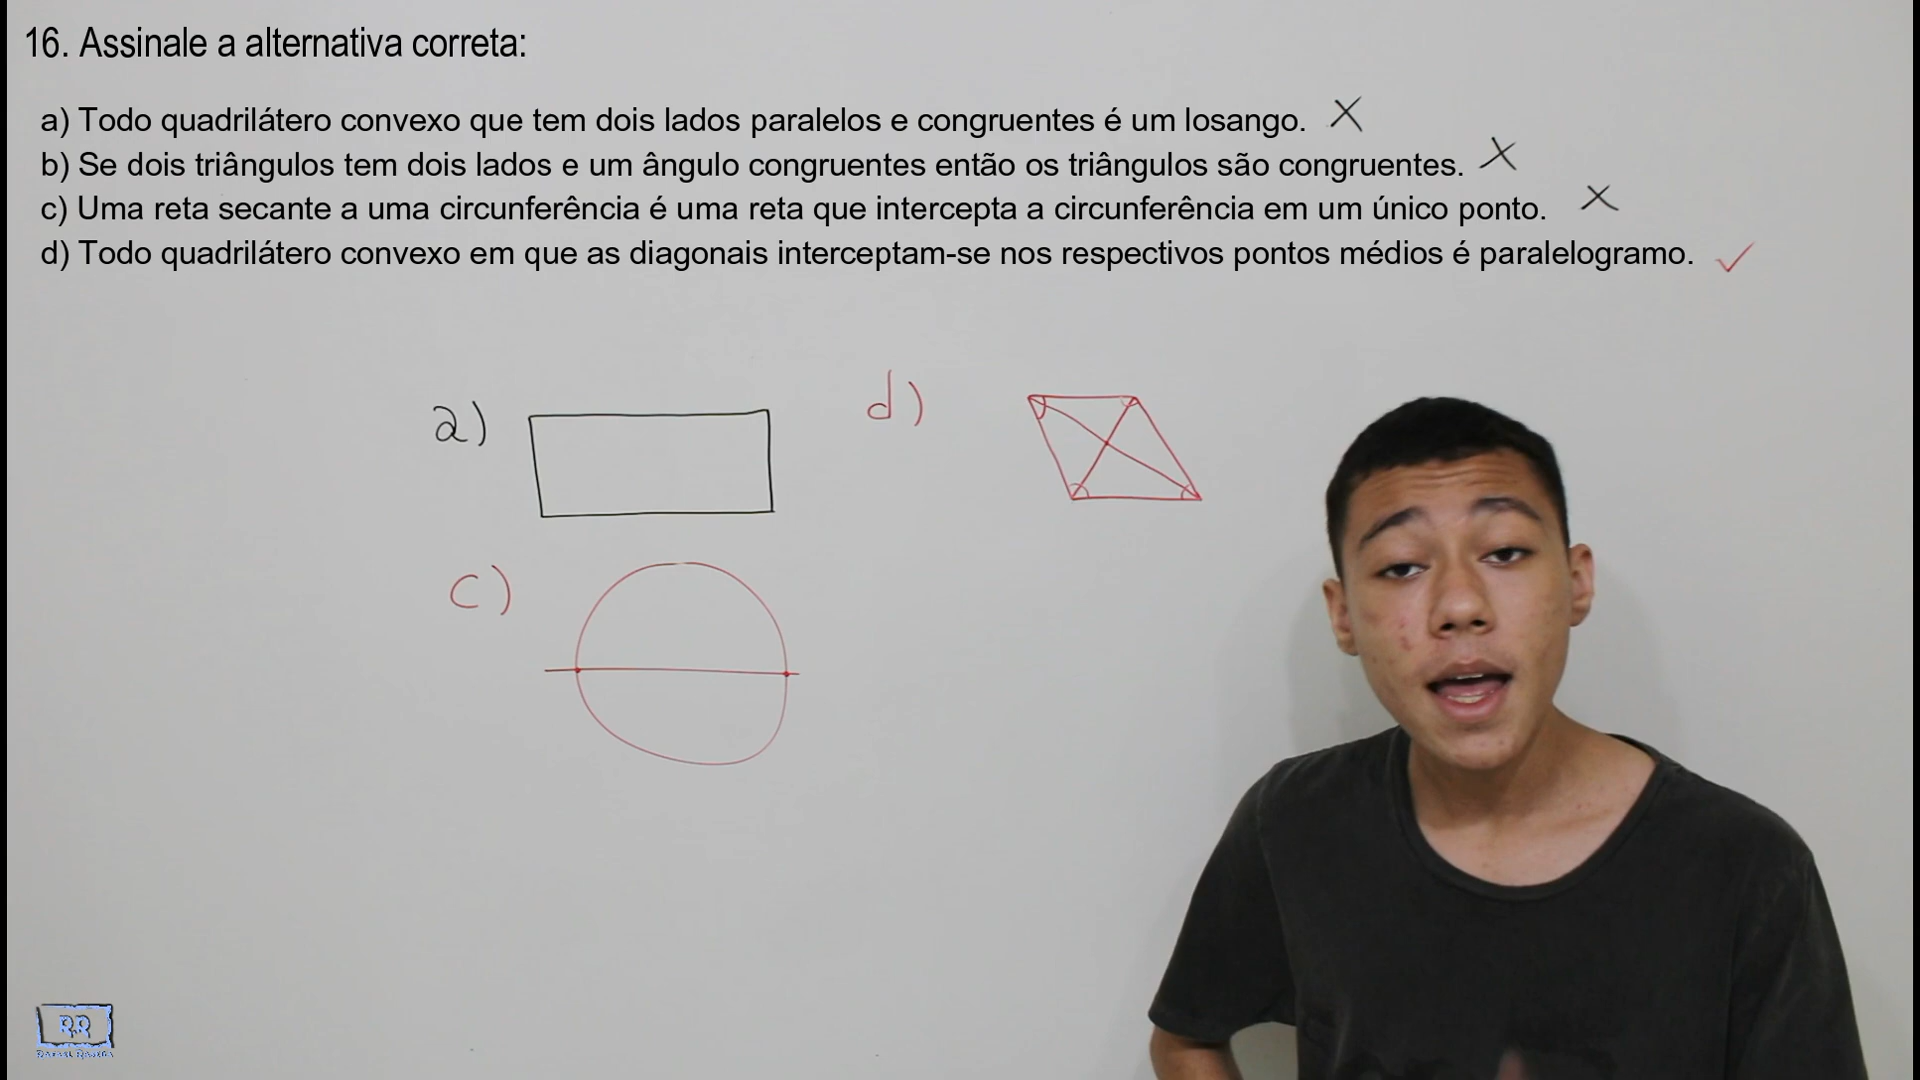 16. Assinale a alternativa correta:
a) Todo quadrilátero convexo que tem dois lados paralelos e congruentes é um losango. X
b) Se dois triângulos tem dois lados e um ângulo congruentes então os triângulos são congruentes. X
c) Uma reta secante a uma circunferência é uma reta que intercepta a circunferência em um único ponto. X
d) Todo quadrilátero convexo em que as diagonais interceptam-se nos respectivos pontos médios é paralelogramo. ✓
a)
d)
c)
RR